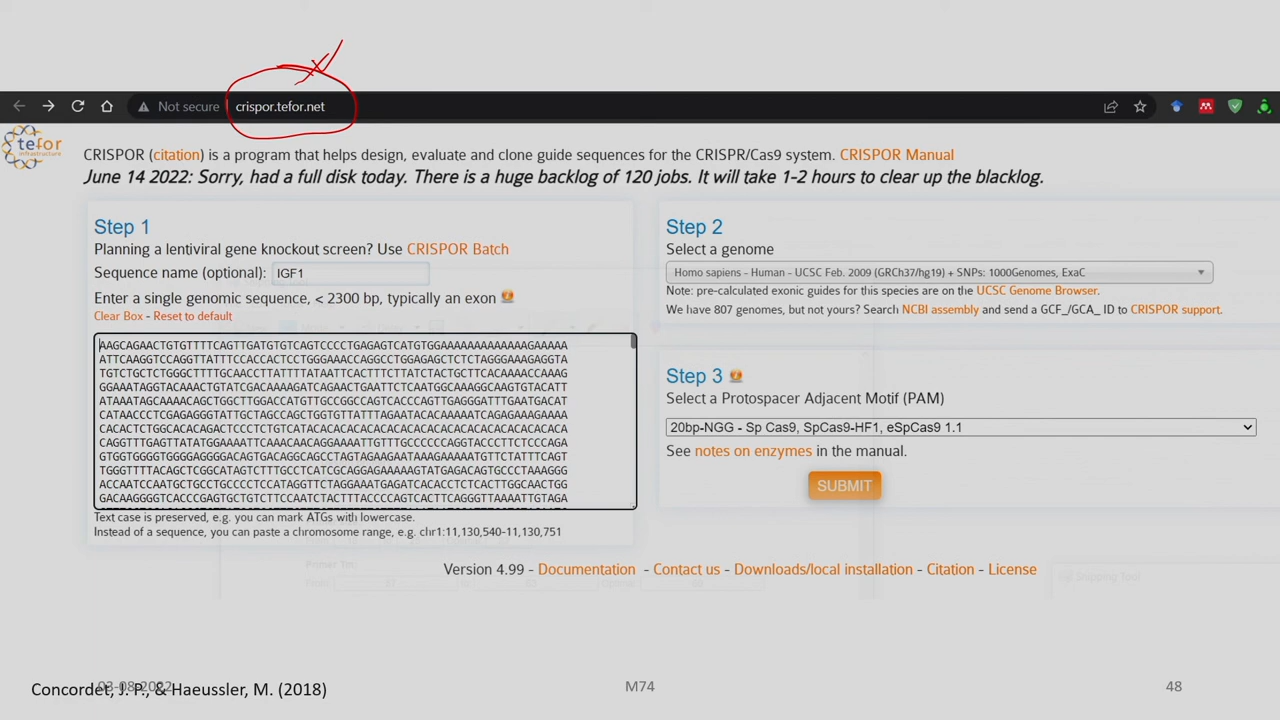 Not secure
crispor.tefor.net
tefor
infrastructure
CRISPOR (citation) is a program that helps design, evaluate and clone guide sequences for the CRISPR/Cas9 system. CRISPOR Manual
June 14 2022: Sorry, had a full disk today. There is a huge backlog of 120 jobs. It will take 1-2 hours to clear up the blacklog.
Step 1
Planning a lentiviral gene knockout screen? Use CRISPOR Batch
Sequence name (optional): IGF1
Enter a single genomic sequence, < 2300 bp, typically an exon
Clear Box - Reset to default
AAGCAGAACTGTGTTTTCAGTTGATGTGTCAGTCCCCTGAGAGTCATGTGGAAAAAAAAAAAAAAGAAAAA
ATTCAAGGTCCAGGTTATTTCCACCACTCCTGGGAAACCAGGCCTGGAGAGCTCTCTAGGGAAAGAGGTA
TGTCTGCTCTGGGCTTTTGCAACCTTATTTTATAATTCACTTTCTTATCTACTGCTTCACAAAACCAAAG
GGAAATAGGTACAAACTGTATCGACAAAAGATCAGAACTGAATTCTCAATGGCAAAGGCAAGTGTACATT
ATAAATAGCAAAACAGCTGGCTTGGACCATGTTGCCGGCCAGTCACCAGTTGAGGGATTTGAATGACAT
CATAACCCTCGAGAGGGTATTGCTAGCCAGCTGGTGTTATTTAGAATACACAAAAATCAGAGAAAGAAAA
CACACTCTGGCACACAGACTCCCTCTGTCATACACACACACACACACACACACACACACACACACACACA
CAGGTTTGAGTTATATGGAAAATTCAAACAACAGGAAAATTGTTTGCCCCCCAGGTACCCTTCTCCCAGA
GTGGTGGGGTGGGGAGGGGACAGTGACAGGCAGCCTAGTAGAAGAATAAAGAAAAATGTTCTATTTCAGT
TGGGTTTTACAGCTCGGCATAGTCTTTGCCTCATCGCAGGAGAAAAAGTATGAGACAGTGCCCTAAAGGG
ACCAATCCAATGCTGCCTGCCCCTCCATAGGTTCTAGGAAATGAGATCACACCTCTCACTTGGCAACTGG
GACAAGGGGTCACCCGAGTGCTGTCTTCCAATCTACTTTACCCCAGTCACTTCAGGGTTAAAATTGTAGA
Text case is preserved, e.g. you can mark ATGs with lowercase.
Instead of a sequence, you can paste a chromosome range, e.g. chr1:11,130,540-11,130,751
Step 2
Select a genome
Homo sapiens - Human - UCSC Feb. 2009 (GRCh37/hg19) + SNPs: 1000Genomes, ExaC
Note: pre-calculated exonic guides for this species are on the UCSC Genome Browser.
We have 807 genomes, but not yours? Search NCBI assembly and send a GCF_/GCA_ ID to CRISPOR support.
Step 3
Select a Protospacer Adjacent Motif (PAM)
20bp-NGG - Sp Cas9, SpCas9-HF1, eSpCas9 1.1
See notes on enzymes in the manual.
SUBMIT
Version 4.99 - Documentation - Contact us - Downloads/local installation - Citation - License
Snipping Tool
Concordet, J. P., & Haeussler, M. (2018)
03-08-2022
M74
48